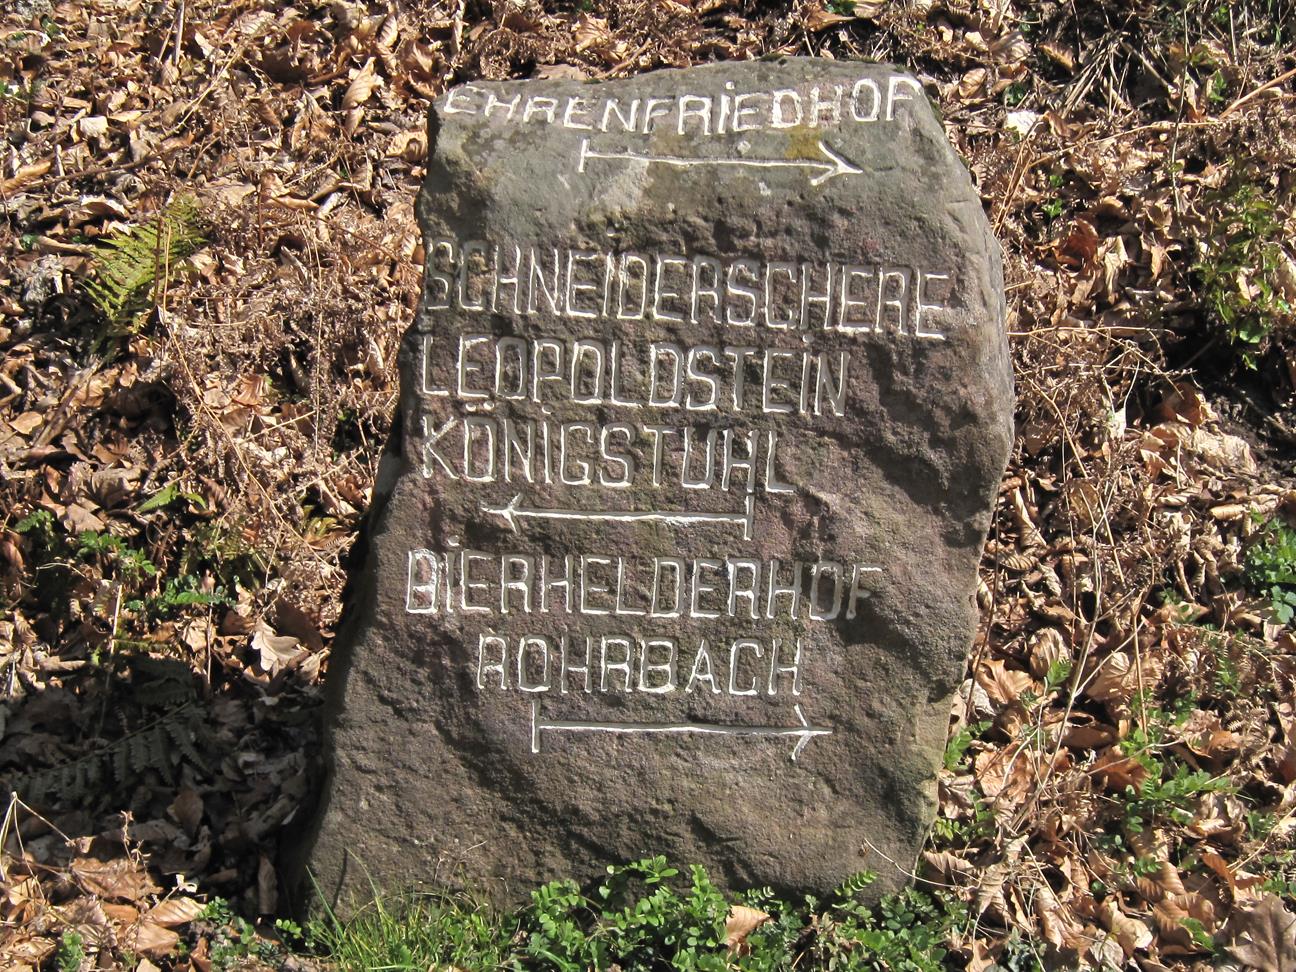 EHRENFRIEDHOF
SCHNEIDERSCHERE
LEOPOLDSTEIN
KÖNIGSTUHL
BIERHELDERHOF
ROHRBACH